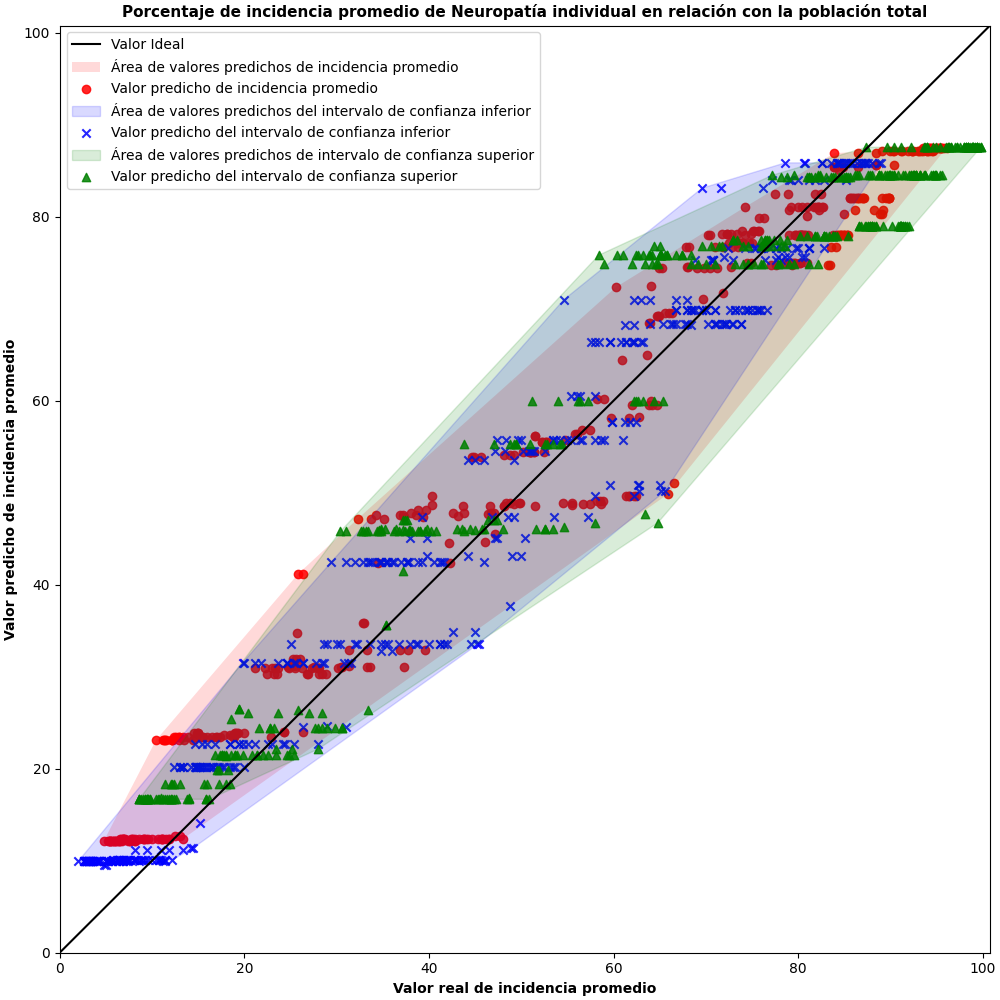 Porcentaje de incidencia promedio de Neuropatía individual en relación con la población total
100
80
60
40
20
0
Valor predicho de incidencia promedio
Valor Ideal
Área de valores predichos de incidencia promedio
Valor predicho de incidencia promedio
Área de valores predichos del intervalo de confianza inferior
Valor predicho del intervalo de confianza inferior
Área de valores predichos de intervalo de confianza superior
Valor predicho del intervalo de confianza superior
0 20 40 60 80 100
Valor real de incidencia promedio